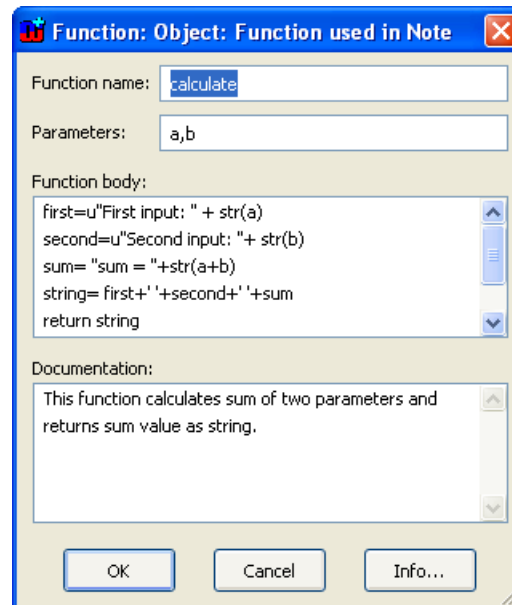 Function: Object: Function used in Note
Function name: calculate
Parameters: a,b
Function body:
first=u"First input: " + str(a)
second=u"Second input: "+ str(b)
sum= "sum = "+str(a+b)
string= first+' '+second+' '+sum
return string
Documentation:
This function calculates sum of two parameters and
returns sum value as string.
OK Cancel Info...